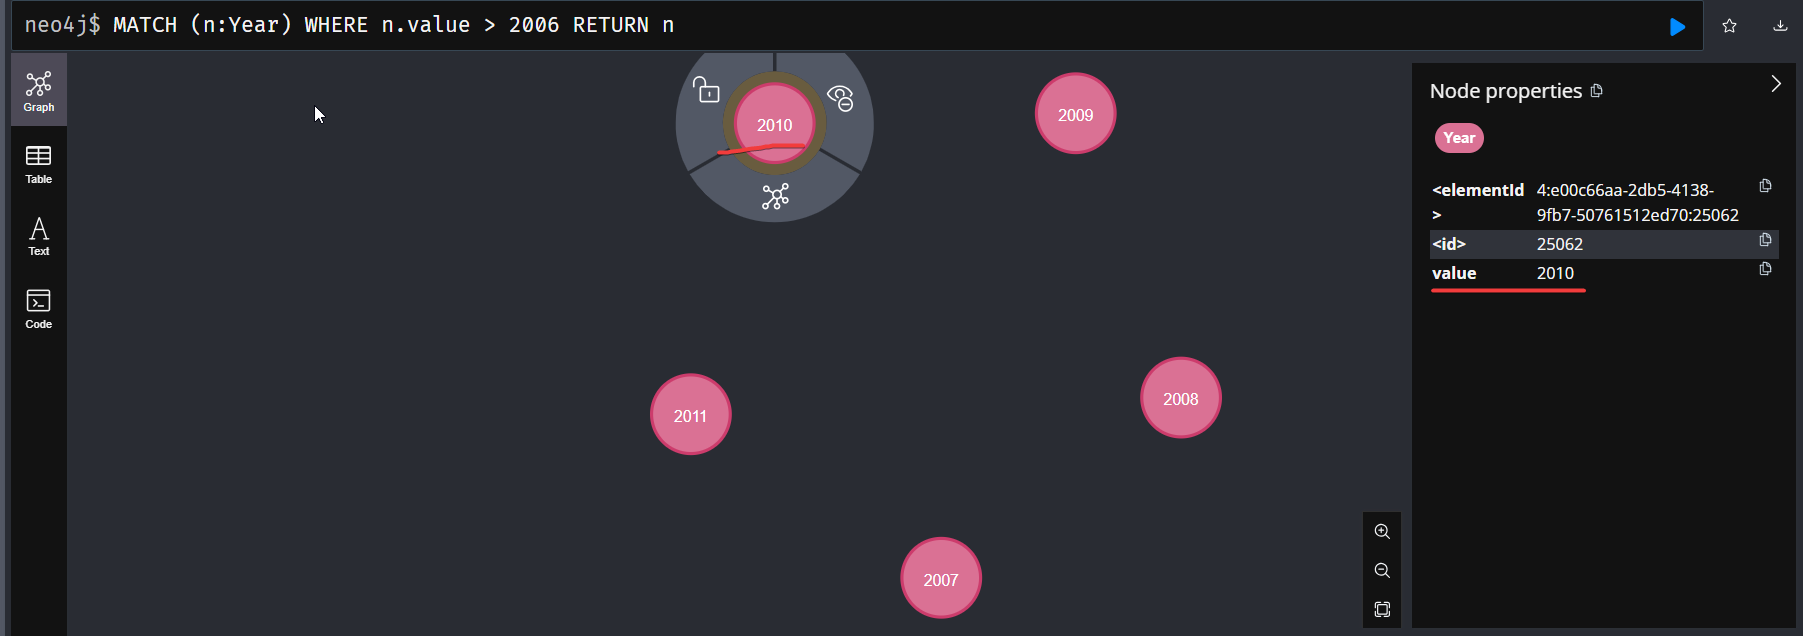 neo4j$ MATCH (n:Year) WHERE n.value > 2006 RETURN n
Graph
Table
Text
Code
2010
2009
2011
2008
2007
Node properties
Year
<elementId
>
4:e00c66aa-2db5-4138-
9fb7-50761512ed70:25062
<id> 25062
value 2010